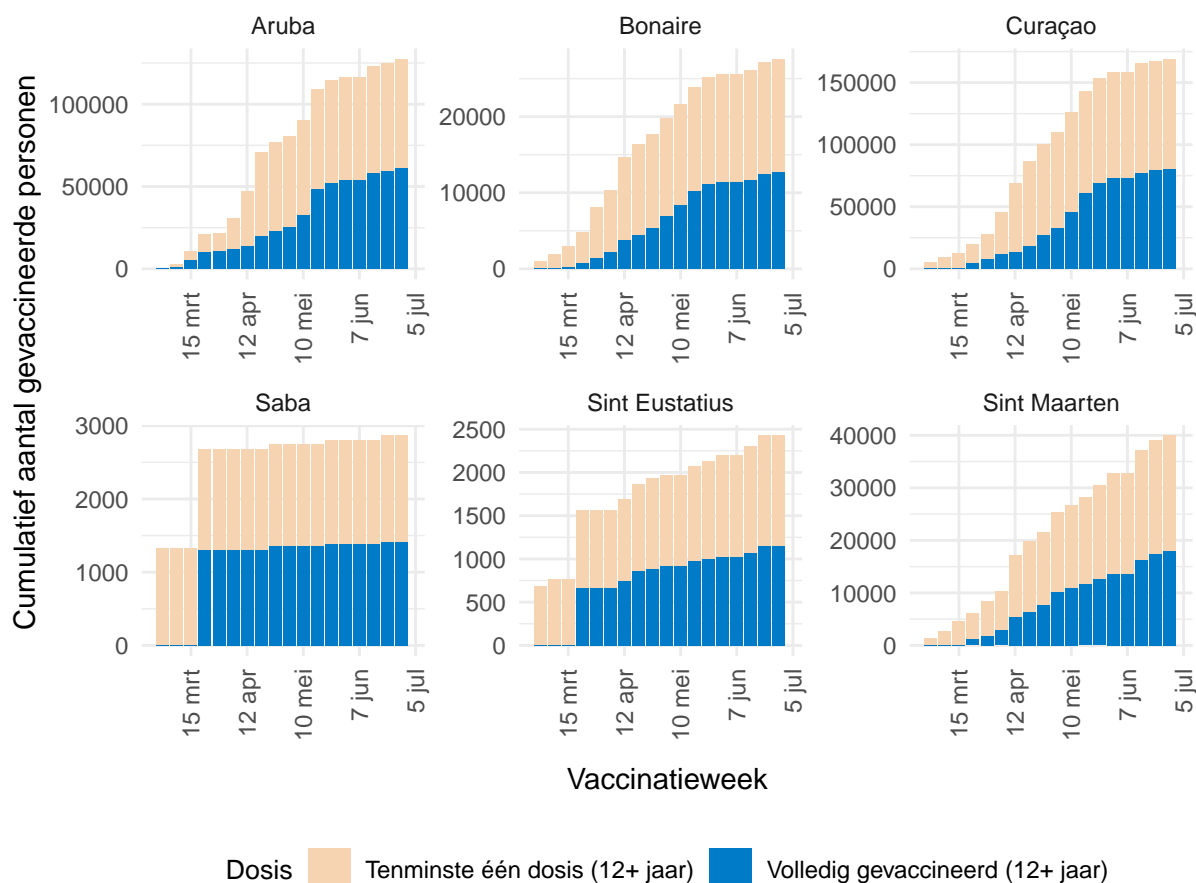 Aruba
Bonaire
Curaçao
100000
50000
0
20000
10000
0
150000
100000
50000
0
15 mrt
12 apr
10 mei
7 jun
5 jul
15 mrt
12 apr
10 mei
7 jun
5 jul
15 mrt
12 apr
10 mei
7 jun
5 jul
Saba
Sint Eustatius
Sint Maarten
3000
2000
1000
0
2500
2000
1500
1000
500
0
40000
30000
20000
10000
0
15 mrt
12 apr
10 mei
7 jun
5 jul
15 mrt
12 apr
10 mei
7 jun
5 jul
15 mrt
12 apr
10 mei
7 jun
5 jul
Cumulatief aantal gevaccineerde personen
Vaccinatieweek
Dosis Tenminste één dosis (12+ jaar) Volledig gevaccineerd (12+ jaar)